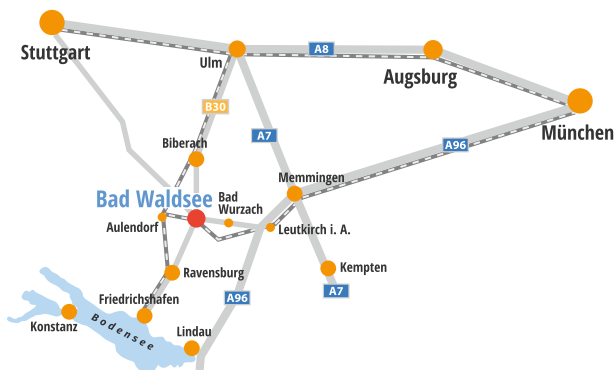 Stuttgart
Ulm
A8
Augsburg
München
B30
A7
A96
Biberach
Memmingen
Bad Waldsee
Bad
Wurzach
Aulendorf
Leutkirch i. A.
Ravensburg
Kempten
A7
A96
Friedrichshafen
Konstanz
Bodensee
Lindau